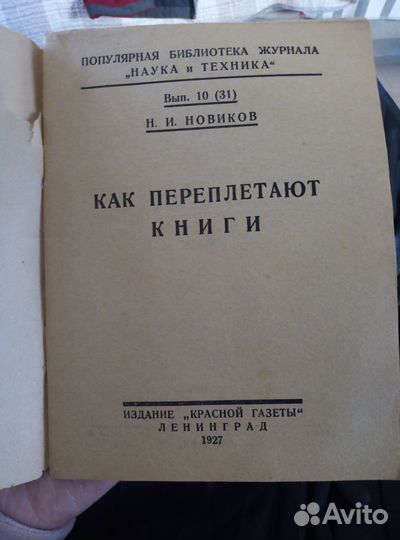 ПОПУЛЯРНАЯ БИБЛИОТЕКА ЖУРНАЛА
„НАУКА и ТЕХНИКА“
Вып. 10 (31)
Н. И. НОВИКОВ
КАК ПЕРЕПЛЕТАЮТ
КНИГИ
ИЗДАНИЕ „КРАСНОЙ ГАЗЕТЫ“
ЛЕНИНГРАД
1927
Avito